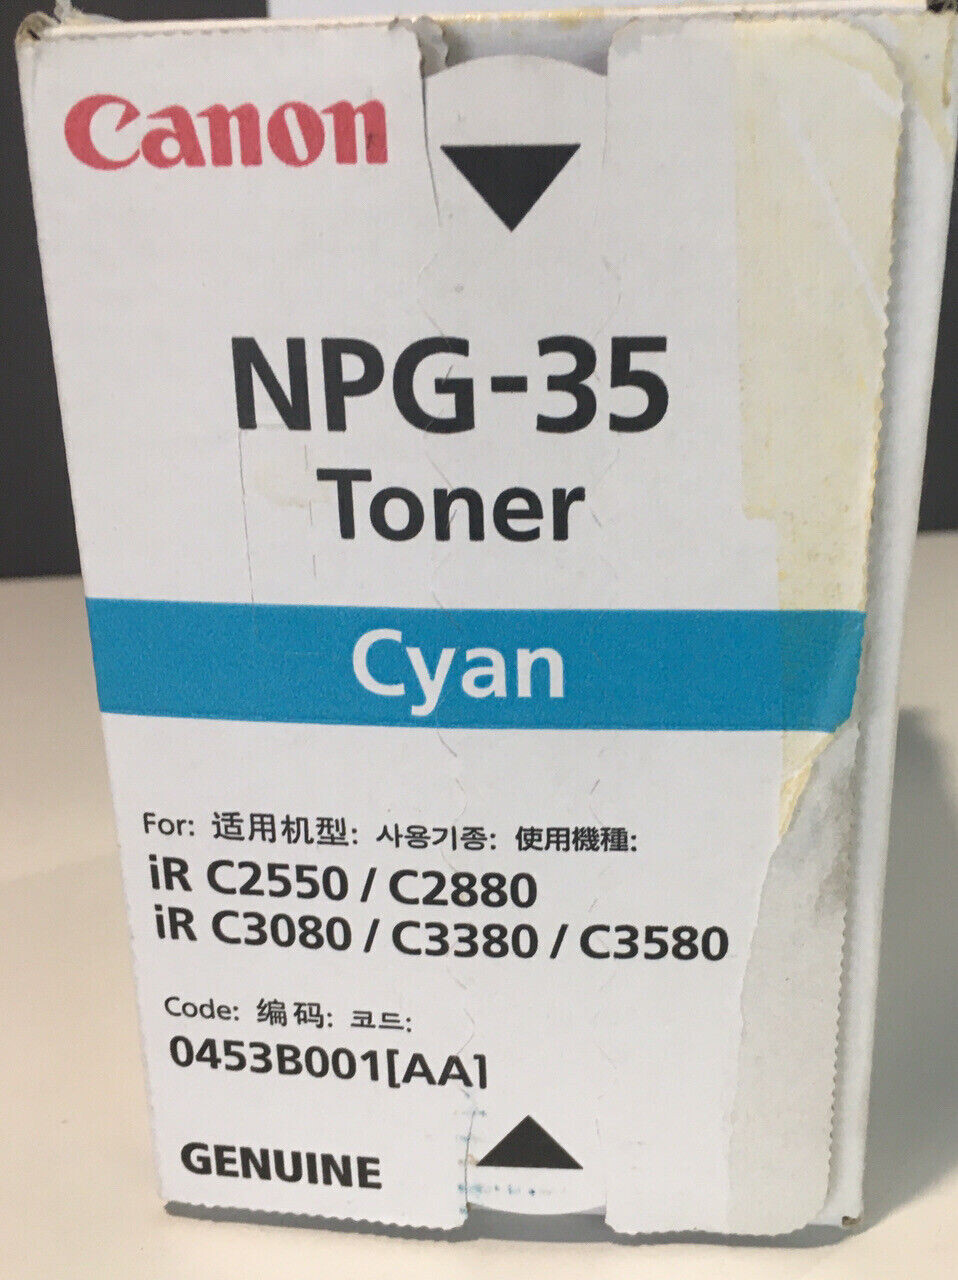 Canon
NPG-35
Toner
Cyan
For: 适用机型: 사용기종: 使用機種:
iR C2550 / C2880
iR C3080 / C3380 / C3580
Code: 编码: 코드:
0453B001[AA]
GENUINE